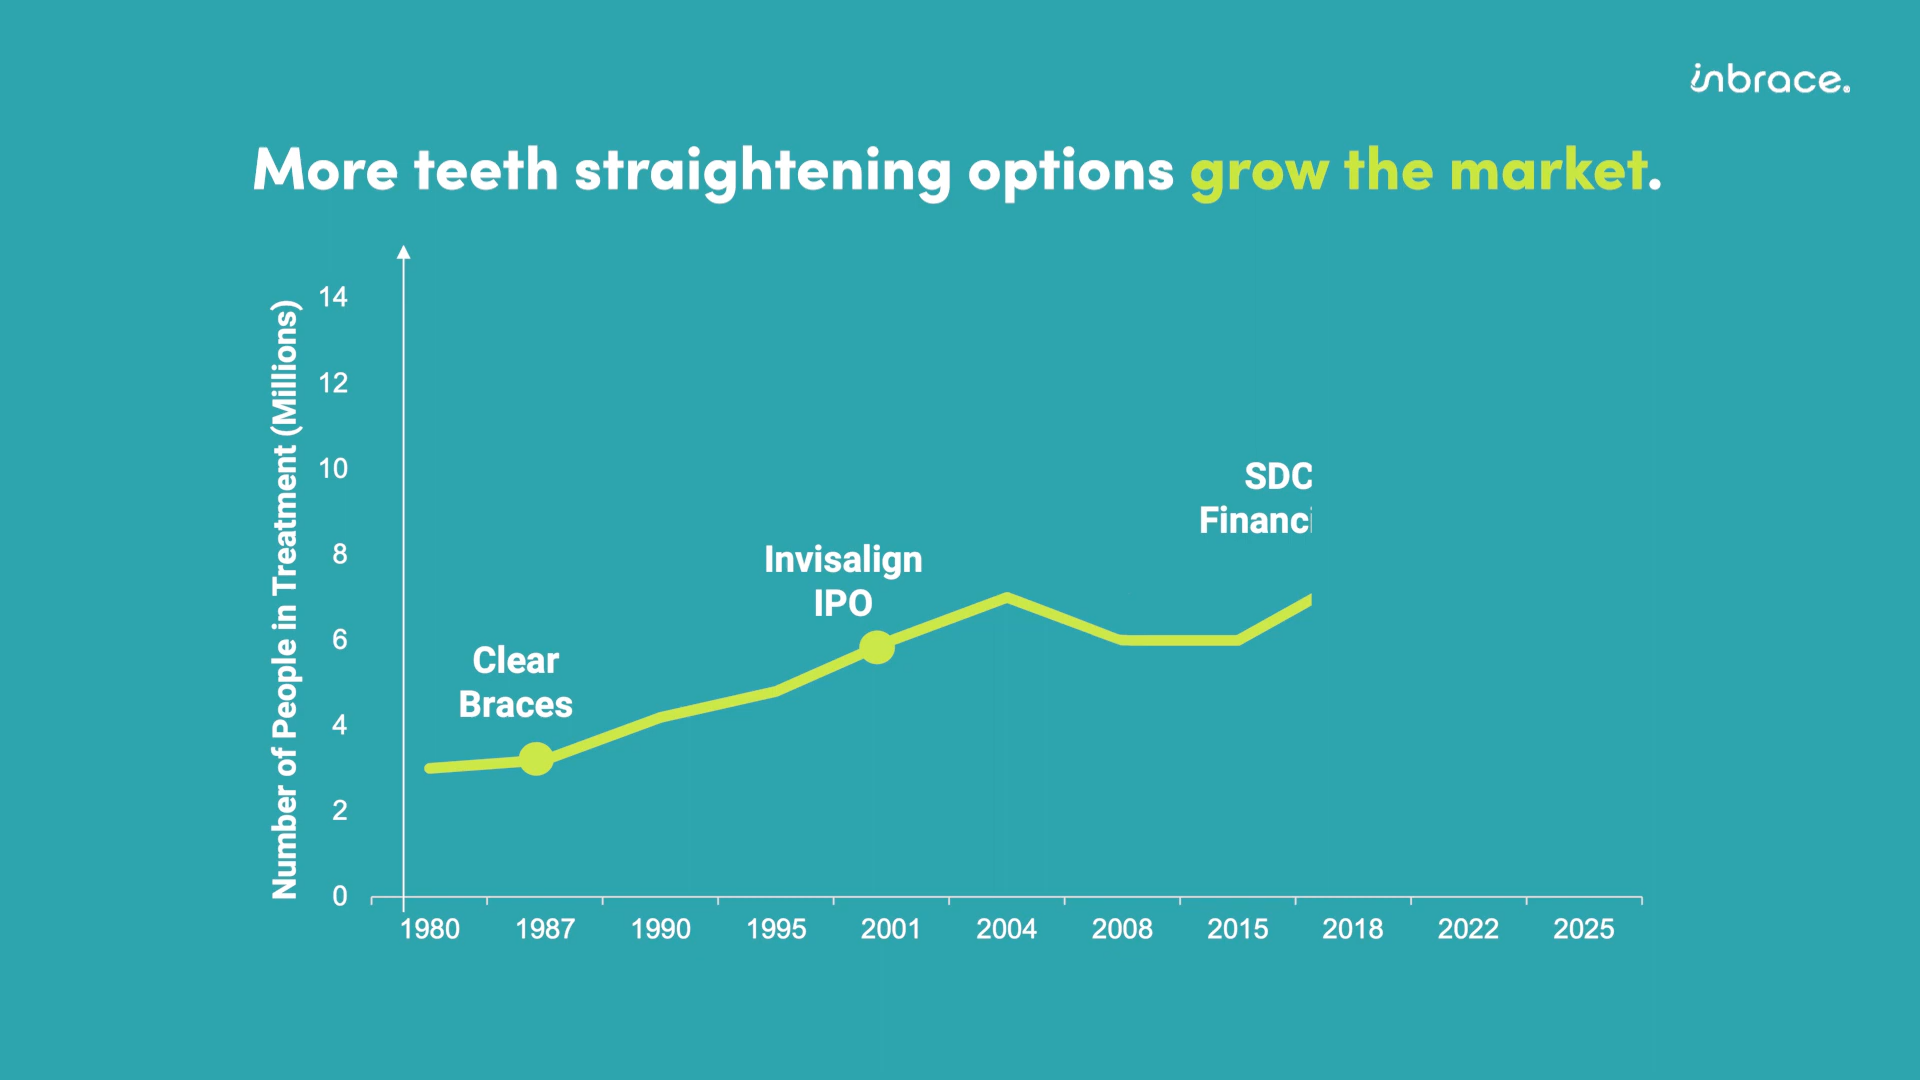 inbrace.
More teeth straightening options grow the market.
Number of People in Treatment (Millions)
14
12
10
8
6
4
2
0
SDC
Financi
Invisalign
IPO
Clear
Braces
1980 1987 1990 1995 2001 2004 2008 2015 2018 2022 2025